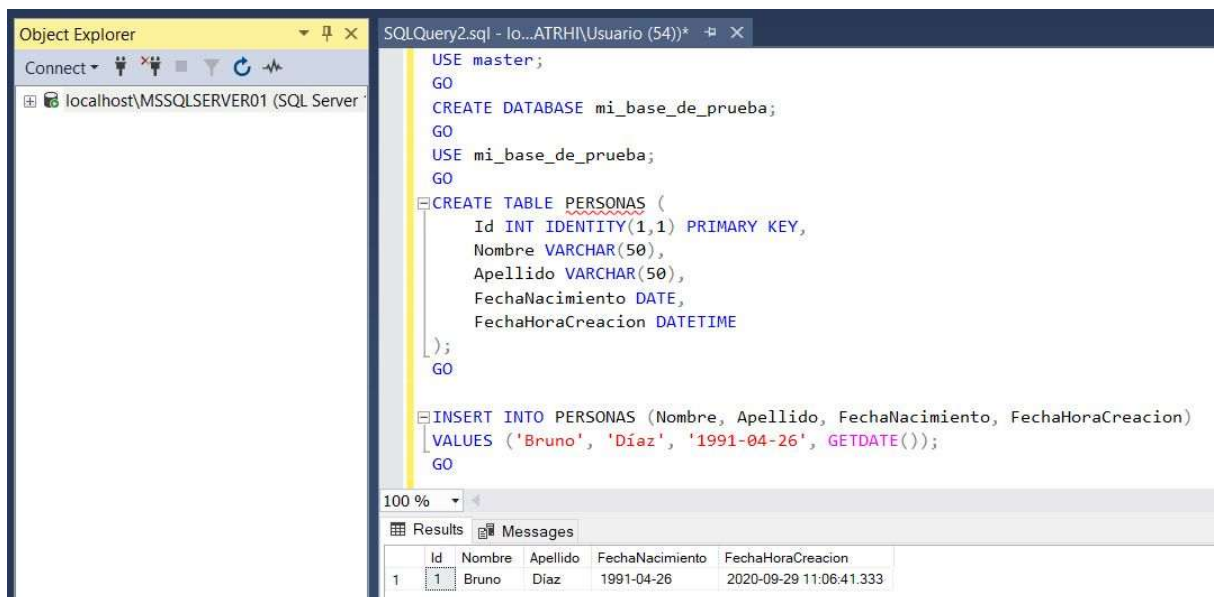 Object Explorer
Connect
localhost\MSSQLSERVER01 (SQL Server
SQLQuery2.sql - lo...ATRHI\Usuario (54))*
USE master;
GO
CREATE DATABASE mi_base_de_prueba;
GO
USE mi_base_de_prueba;
GO
CREATE TABLE PERSONAS (
Id INT IDENTITY(1,1) PRIMARY KEY,
Nombre VARCHAR(50),
Apellido VARCHAR(50),
FechaNacimiento DATE,
FechaHoraCreacion DATETIME
);
GO
INSERT INTO PERSONAS (Nombre, Apellido, FechaNacimiento, FechaHoraCreacion)
VALUES ('Bruno', 'Díaz', '1991-04-26', GETDATE());
GO
100 %
Results Messages
Id Nombre Apellido FechaNacimiento FechaHoraCreacion
1 1 Bruno Díaz 1991-04-26 2020-09-29 11:06:41.333